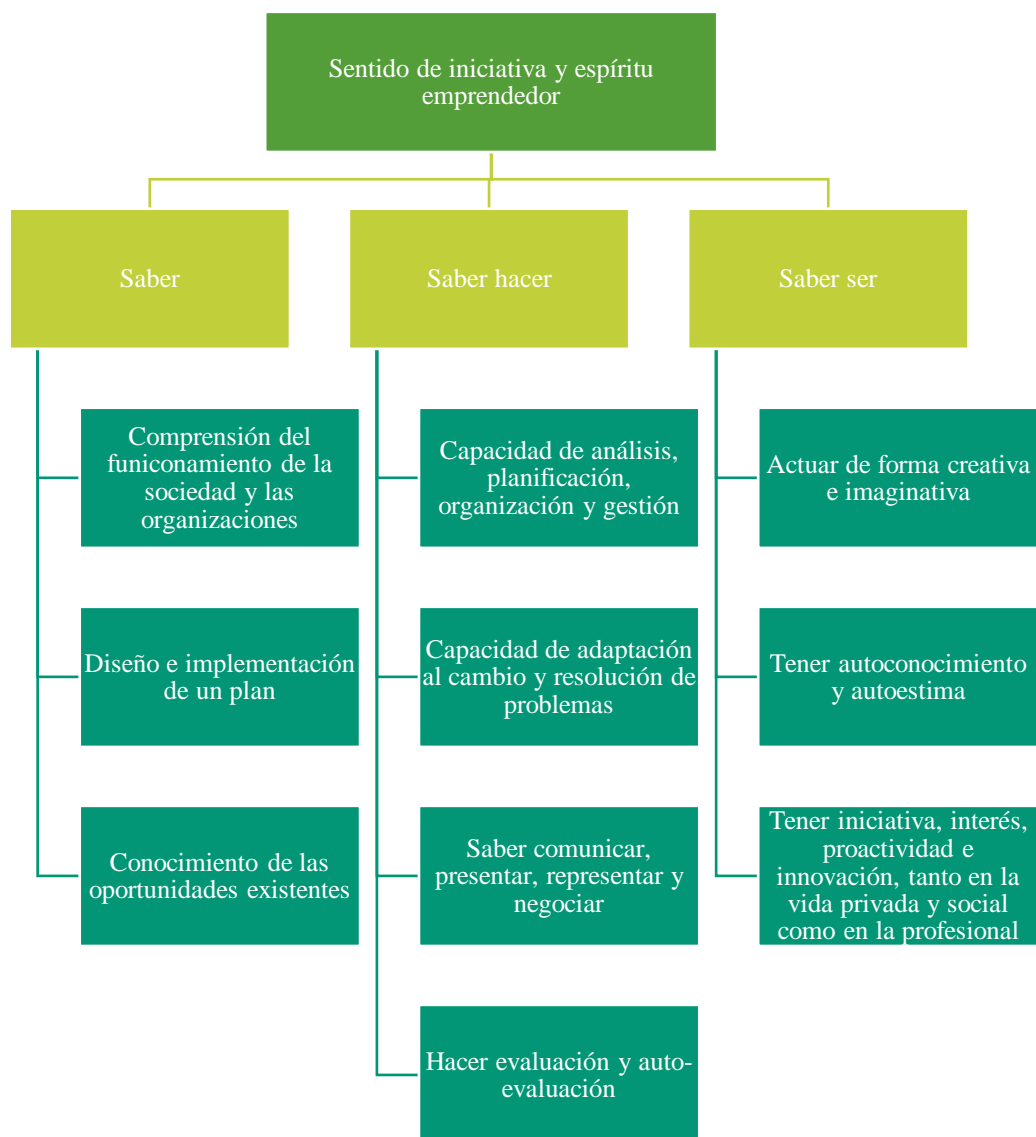 Sentido de iniciativa y espíritu
emprendedor
Saber
Saber hacer
Saber ser
Comprensión del
funiconamiento de la
sociedad y las
organizaciones
Diseño e implementación
de un plan
Conocimiento de las
oportunidades existentes
Capacidad de análisis,
planificación,
organización y gestión
Capacidad de adaptación
al cambio y resolución de
problemas
Saber comunicar,
presentar, representar y
negociar
Hacer evaluación y auto-
evaluación
Actuar de forma creativa
e imaginativa
Tener autoconocimiento
y autoestima
Tener iniciativa, interés,
proactividad e
innovación, tanto en la
vida privada y social
como en la profesional